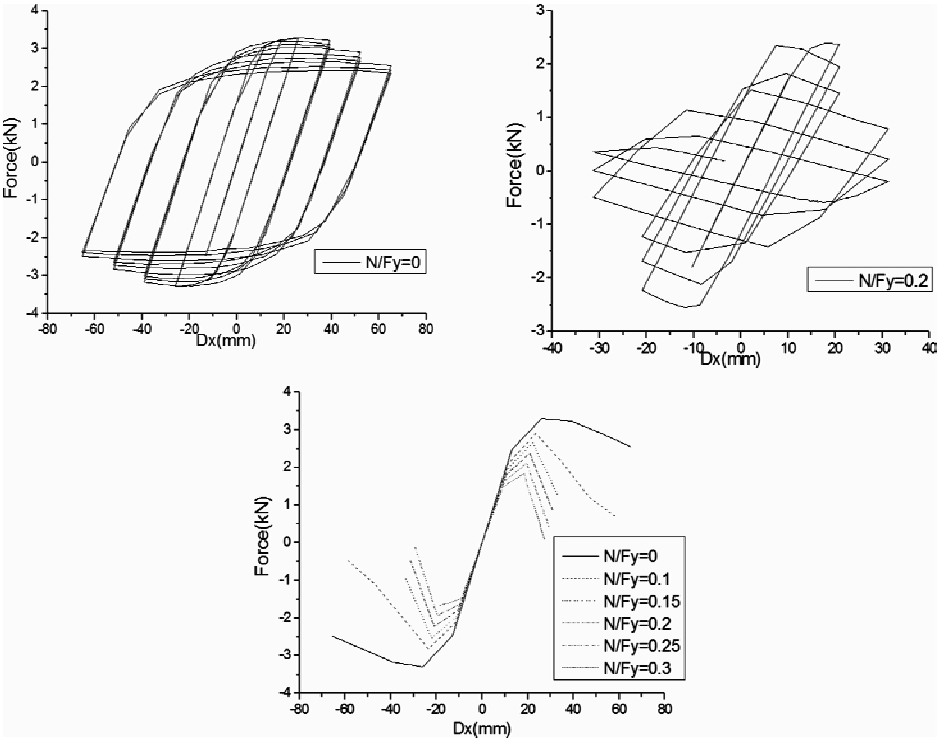 4
3
2
1
0
-1
-2
-3
-4
Force(kN)
-80 -60 -40 -20 0 20 40 60 80
Dx(mm)
N/Fy=0
3
2
1
0
-1
-2
-3
Force(kN)
-40 -30 -20 -10 0 10 20 30 40
Dx(mm)
N/Fy=0.2
4
3
2
1
0
-1
-2
-3
-4
Force(kN)
-80 -60 -40 -20 0 20 40 60 80
Dx(mm)
N/Fy=0
N/Fy=0.1
N/Fy=0.15
N/Fy=0.2
N/Fy=0.25
N/Fy=0.3